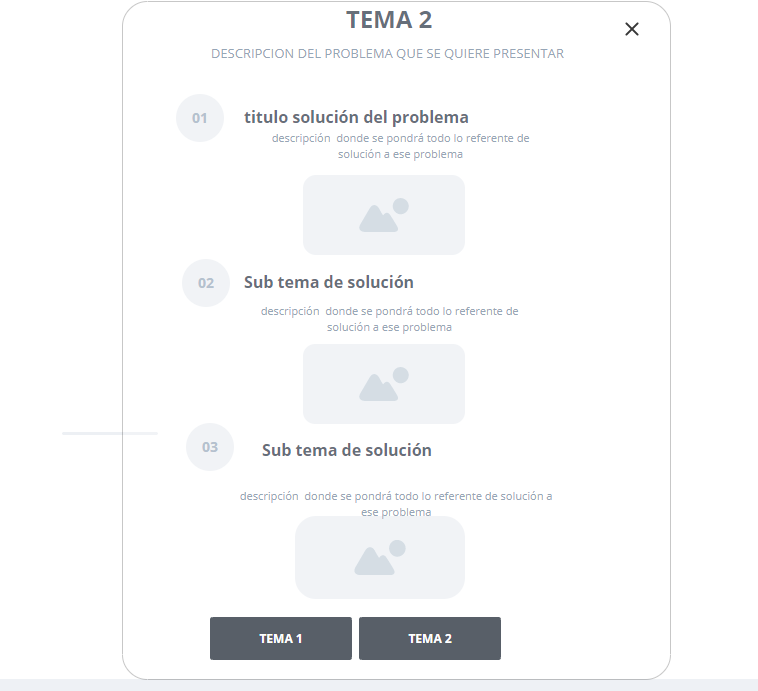 TEMA 2
DESCRIPCION DEL PROBLEMA QUE SE QUIERE PRESENTAR
01
titulo solución del problema
descripción donde se pondrá todo lo referente de
solución a ese problema
02
Sub tema de solución
descripción donde se pondrá todo lo referente de
solución a ese problema
03
Sub tema de solución
descripción donde se pondrá todo lo referente de solución a
ese problema
TEMA 1
TEMA 2